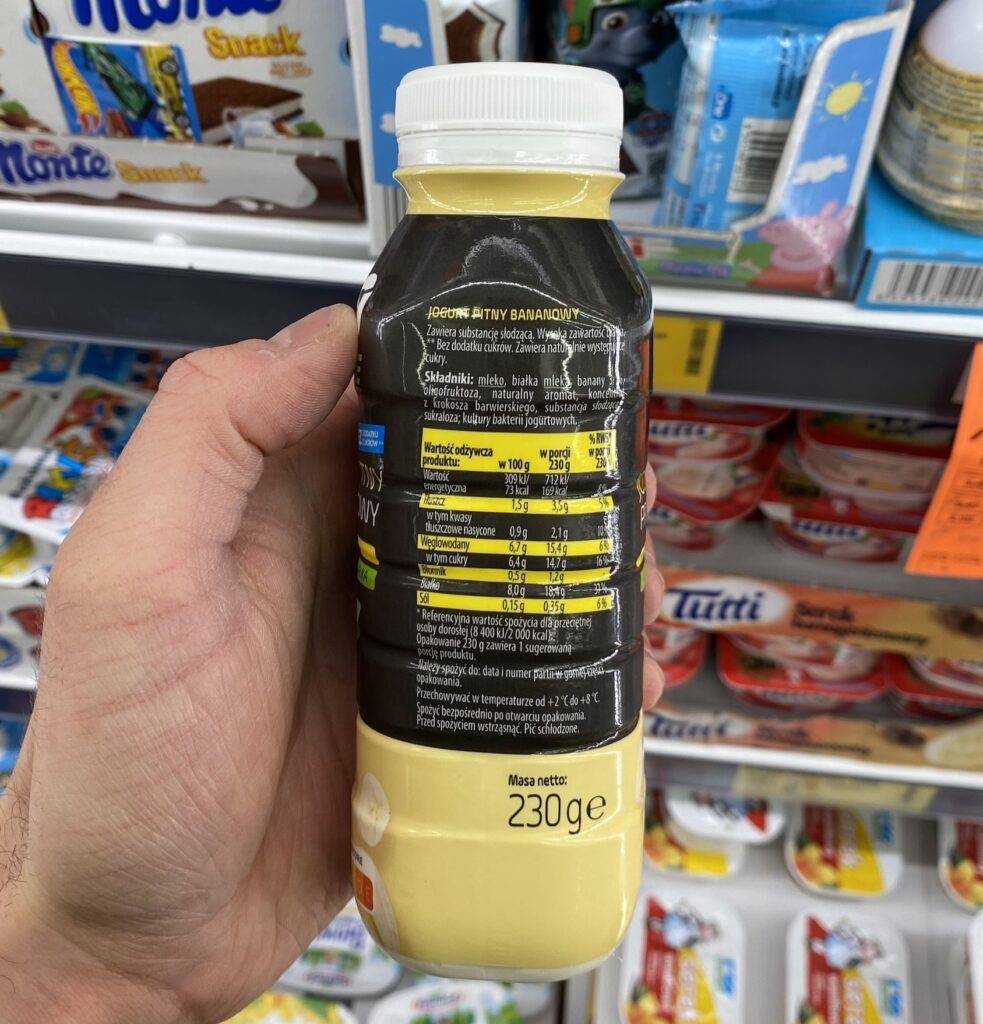 Monte
Snack
Monte Snack
JOGURT PITNY BANANOWY
Zawiera substancję słodzącą. Wysoka zawartość
** Bez dodatku cukrów. Zawiera naturalnie
cukry.
Składniki: mleko, białka mleka, banany
oligofruktoza, naturalny aromat,
z krokosza barwierskiego, substancja
sukraloza; kultury bakterii jogurtowych.
Wartość odżywcza produktu: w 100 g w porcji 230 g % RWS* w porcji 230
Wartość energetyczna 309 kJ/ 73 kcal 712 kJ/ 169 kcal
Tłuszcz 1,5 g 3,5 g 5%
w tym kwasy tłuszczowe nasycone 0,9 g 2,1 g
Węglowodany 6,7 g 15,4 g 6%
w tym cukry 6,4 g 14,7 g 16%
Błonnik 0,5 g 1,2 g
Białko 8,0 g 18,4 g 37%
Sól 0,15 g 0,35 g 6%
* Referencyjna wartość spożycia dla przeciętnej
osoby dorosłej (8 400 kJ/2 000 kcal).
Opakowanie 230 g zawiera 1 sugerowaną
porcję produktu.
Należy spożyć do: data i numer partii w górnej części
opakowania.
Przechowywać w temperaturze od +2 °C do +8 °C.
Spożyć bezpośrednio po otwarciu opakowania.
Przed spożyciem wstrząsnąć. Pić schłodzone.
Masa netto:
230 g e
Tutti
Serek
Tutti